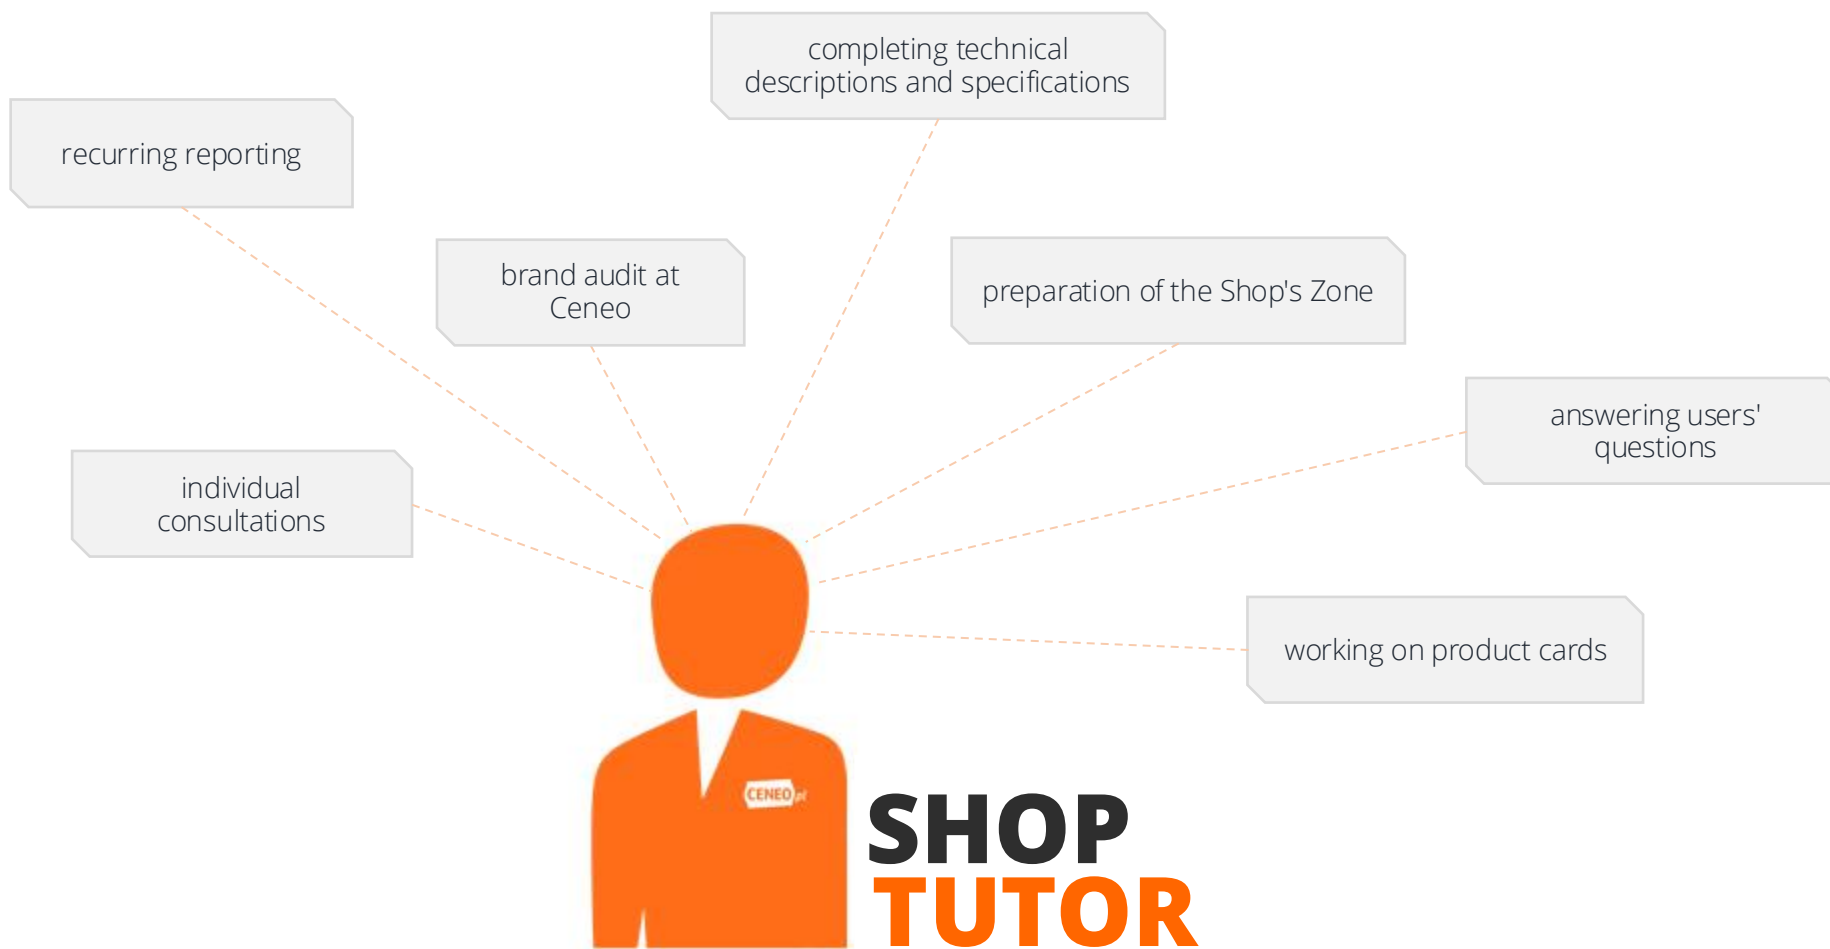 completing technical
descriptions and specifications
recurring reporting
brand audit at
Ceneo
preparation of the Shop's Zone
answering users'
questions
individual
consultations
working on product cards
CENEO.pl
SHOP
TUTOR